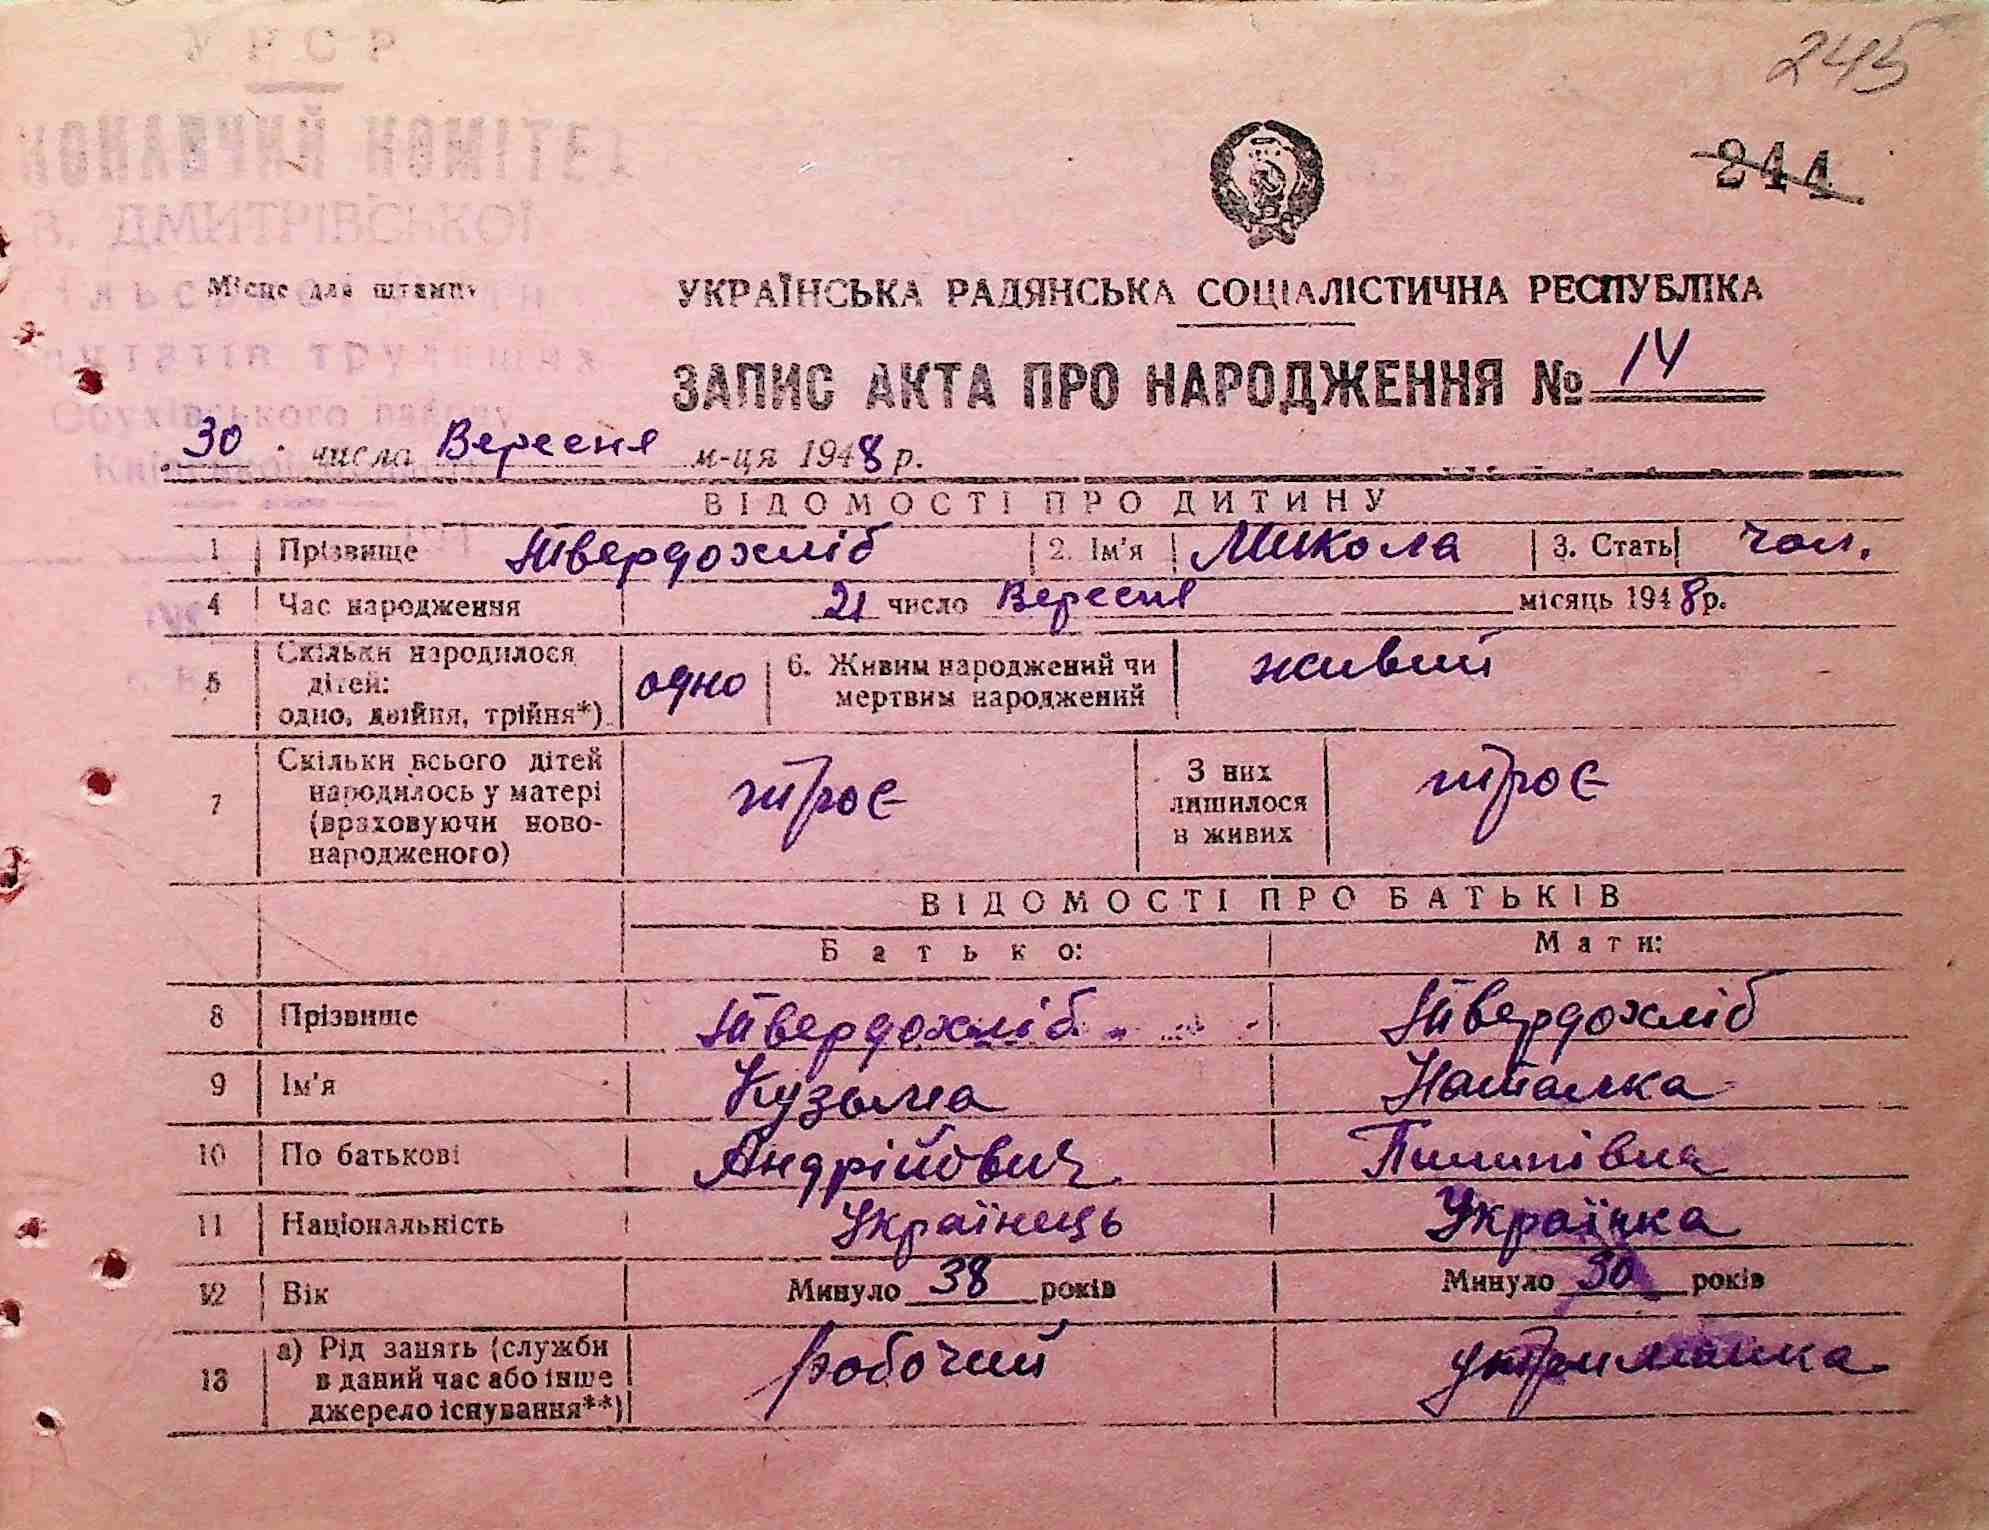 УРСР
КОНАВЧИЙ КОМІТЕТ
В. ДМИТРІВСЬКОЇ
путатів трудящих
Обухівського району
245
244
Місце для штампу
УКРАЇНСЬКА РАДЯНСЬКА СОЦІАЛІСТИЧНА РЕСПУБЛІКА
ЗАПИС АКТА ПРО НАРОДЖЕННЯ № 14
30 числа Вересня м-ця 1948 р.
ВІДОМОСТІ ПРО ДИТИНУ
1 Прізвище Твердохліб 2. Ім'я Микола 3. Стать чол.
4 Час народження 21 число Вересня місяць 1948 р.
5 Скільки народилося дітей: одно, двійня, трійня*) одно 6. Живим народжений чи мертвим народжений живий
7 Скільки всього дітей народилось у матері (враховуючи ново-народженого) троє З них лишилося в живих троє
ВІДОМОСТІ ПРО БАТЬКІВ
Батько: Мати:
8 Прізвище Твердохліб Твердохліб
9 Ім'я Кузьма Наталка
10 По батькові Андрійович Пилипівна
11 Національність Українець Українка
12 Вік Минуло 38 років Минуло 30 років
13 а) Рід занять (служби в даний час або інше джерело існування**) робочий утриманка